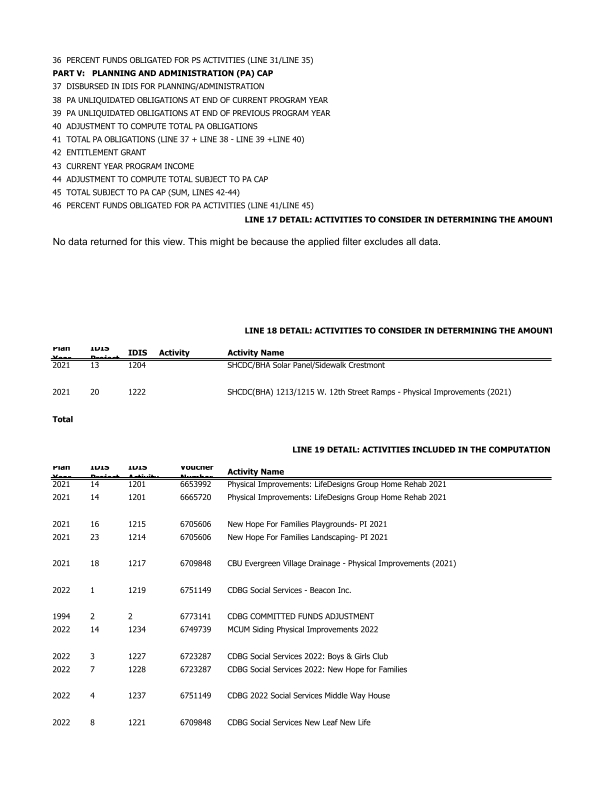 36 PERCENT FUNDS OBLIGATED FOR PS ACTIVITIES (LINE 31/LINE 35)
PART V: PLANNING AND ADMINISTRATION (PA) CAP
37 DISBURSED IN IDIS FOR PLANNING/ADMINISTRATION
38 PA UNLIQUIDATED OBLIGATIONS AT END OF CURRENT PROGRAM YEAR
39 PA UNLIQUIDATED OBLIGATIONS AT END OF PREVIOUS PROGRAM YEAR
40 ADJUSTMENT TO COMPUTE TOTAL PA OBLIGATIONS
41 TOTAL PA OBLIGATIONS (LINE 37 + LINE 38 - LINE 39 +LINE 40)
42 ENTITLEMENT GRANT
43 CURRENT YEAR PROGRAM INCOME
44 ADJUSTMENT TO COMPUTE TOTAL SUBJECT TO PA CAP
45 TOTAL SUBJECT TO PA CAP (SUM, LINES 42-44)
46 PERCENT FUNDS OBLIGATED FOR PA ACTIVITIES (LINE 41/LINE 45)
LINE 17 DETAIL: ACTIVITIES TO CONSIDER IN DETERMINING THE AMOUNT
No data returned for this view. This might be because the applied filter excludes all data.
LINE 18 DETAIL: ACTIVITIES TO CONSIDER IN DETERMINING THE AMOUNT
Plan Year IDIS Project IDIS Activity Activity Name
2021 13 1204 SHCDC/BHA Solar Panel/Sidewalk Crestmont
2021 20 1222 SHCDC(BHA) 1213/1215 W. 12th Street Ramps - Physical Improvements (2021)
Total
LINE 19 DETAIL: ACTIVITIES INCLUDED IN THE COMPUTATION
Plan Year IDIS Project IDIS Activity Voucher Number Activity Name
2021 14 1201 6653992 Physical Improvements: LifeDesigns Group Home Rehab 2021
2021 14 1201 6665720 Physical Improvements: LifeDesigns Group Home Rehab 2021
2021 16 1215 6705606 New Hope For Families Playgrounds- PI 2021
2021 23 1214 6705606 New Hope For Families Landscaping- PI 2021
2021 18 1217 6709848 CBU Evergreen Village Drainage - Physical Improvements (2021)
2022 1 1219 6751149 CDBG Social Services - Beacon Inc.
1994 2 2 6773141 CDBG COMMITTED FUNDS ADJUSTMENT
2022 14 1234 6749739 MCUM Siding Physical Improvements 2022
2022 3 1227 6723287 CDBG Social Services 2022: Boys & Girls Club
2022 7 1228 6723287 CDBG Social Services 2022: New Hope for Families
2022 4 1237 6751149 CDBG 2022 Social Services Middle Way House
2022 8 1221 6709848 CDBG Social Services New Leaf New Life